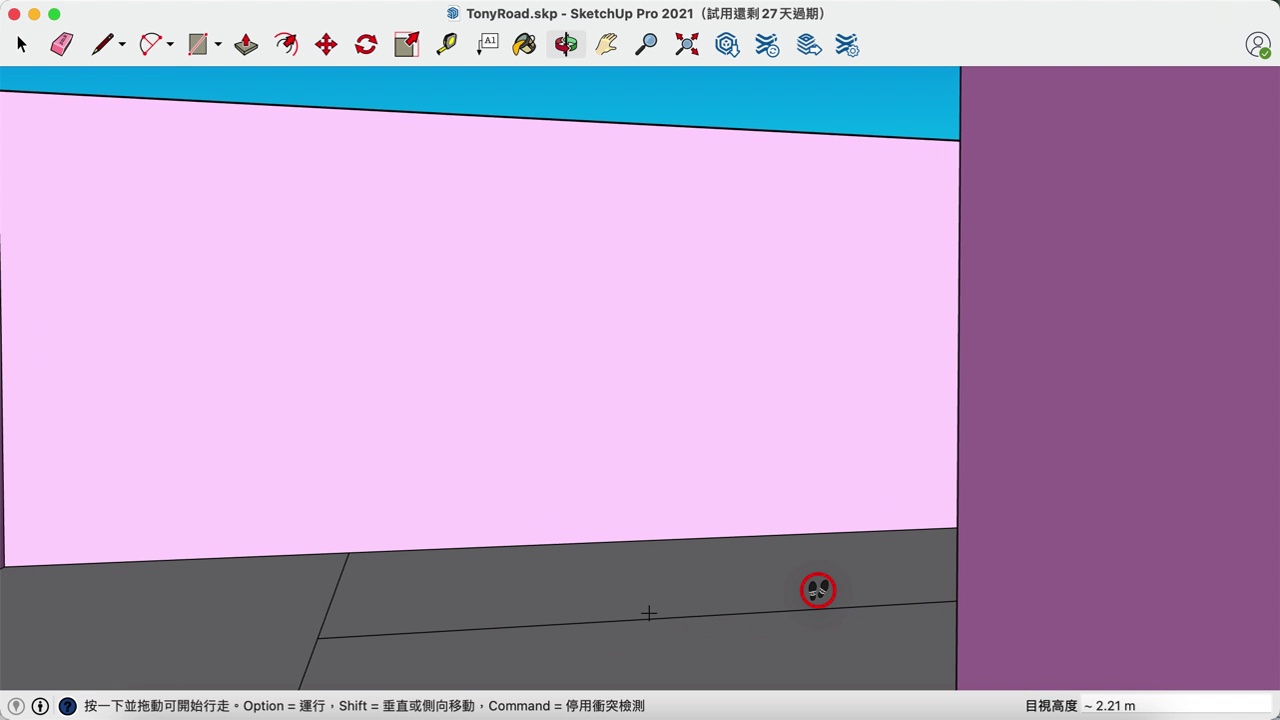 TonyRoad.skp - SketchUp Pro 2021（試用還剩 27 天過期）
A1
按一下並拖動可開始行走。Option = 運行，Shift = 垂直或側向移動，Command = 停用衝突檢測
目視高度 ~ 2.21 m